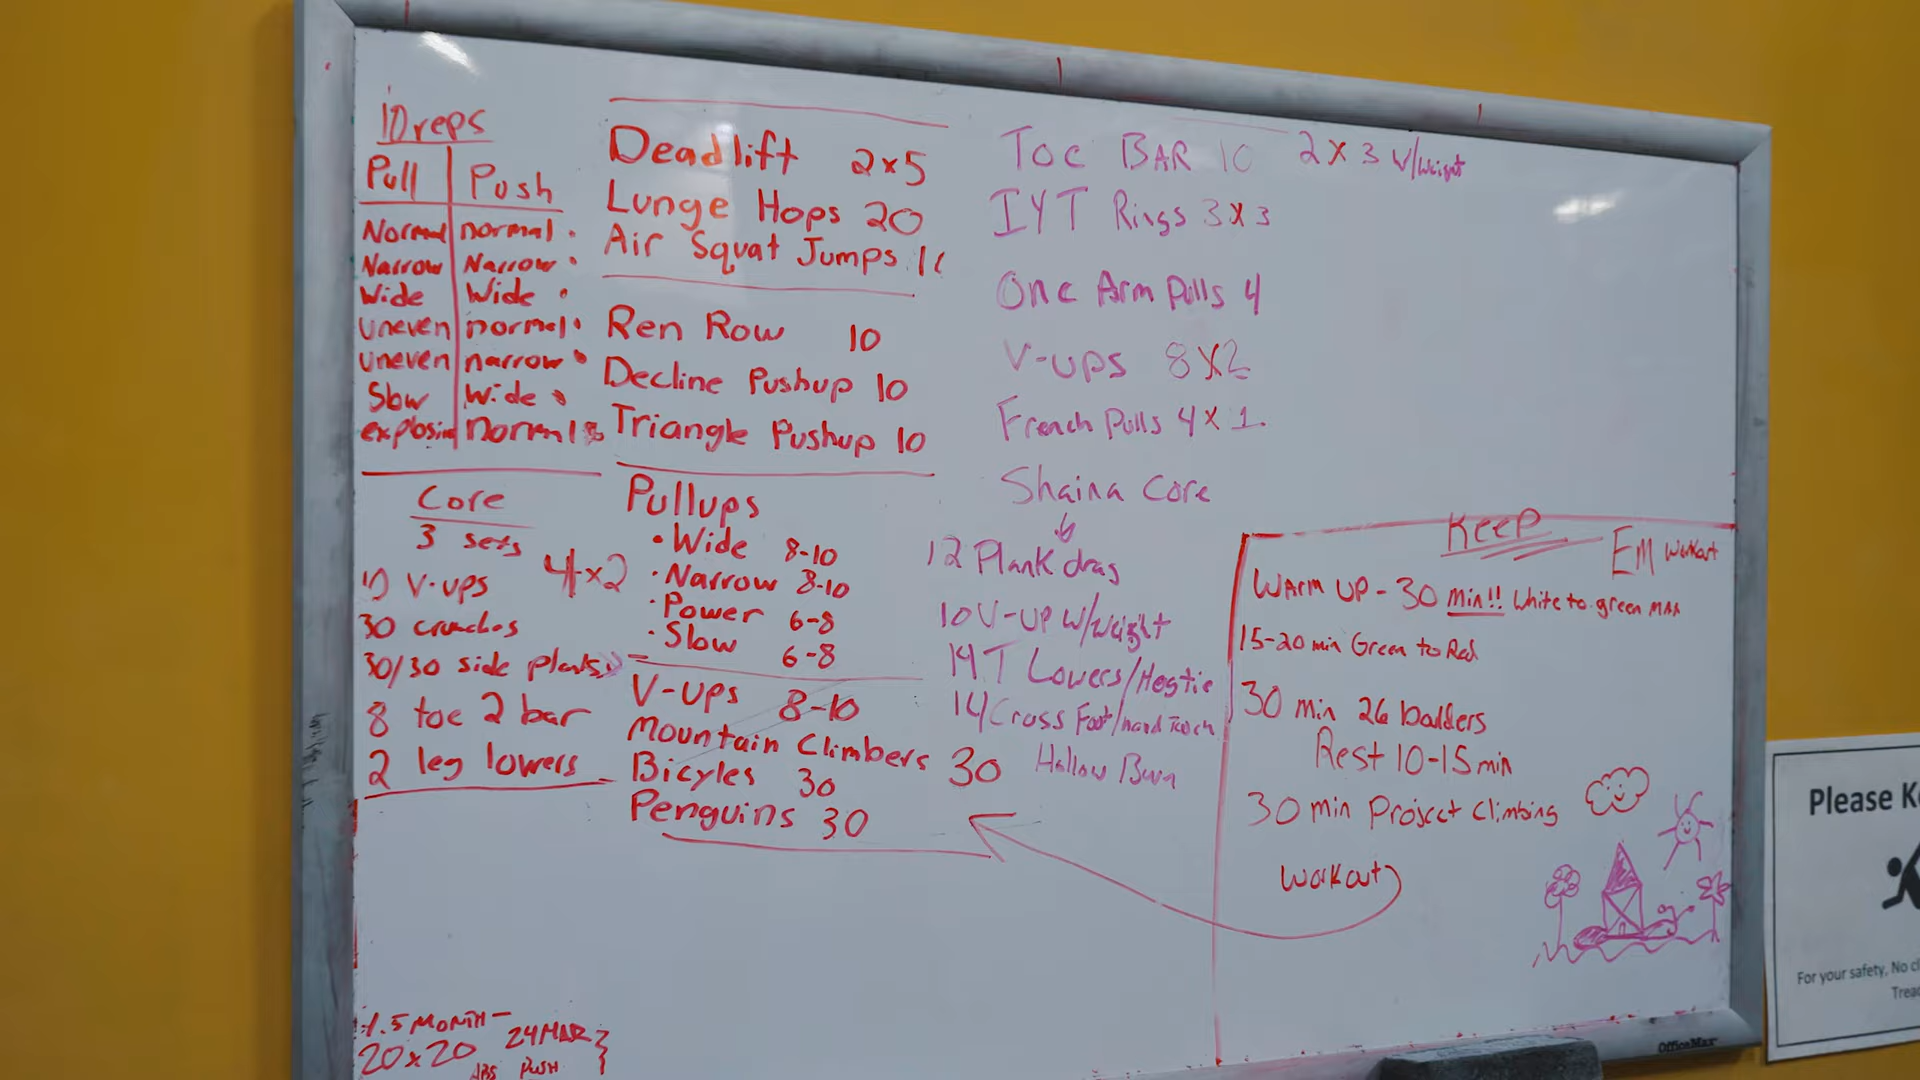 10 reps
Pull Push
Normal normal
Narrow Narrow
Wide Wide
uneven normal
uneven narrow
Slow Wide
normal
Core
3 sets
4x2
10 V-ups
30 crunches
30/30 side planks
8 toe 2 bar
2 leg lowers
1.5 MONTH -
20x20 24 MAR
ABS PUSH
Deadlift 2x5
Lunge Hops 20
Air Squat Jumps
Ren Row 10
Decline Pushup 10
Triangle Pushup 10
Pullups
• Wide 8-10
• Narrow 8-10
• Power 6-8
• Slow 6-8
V-ups 8-10
Mountain Climbers 30
Bicyles 30
Penguins 30
Toe BAR 10 2x3 w/weight
IYT Rings 3x3
One Arm Pulls 4
V-ups 8x2
French Pulls 4x1
Shaina Core
12 Plank drag
10 V-UP W/Weight
14 T Lowers/
14 Cross Foot/hand Touch
Hollow
KEEP
EM Workout
WARM UP - 30 min!! White to green MAX
15-20 min Green to Red
30 min 26
Rest 10-15 min
30 min Project Climbing
Workout
OfficeMax
Please K
For your safety, No cl
Trea